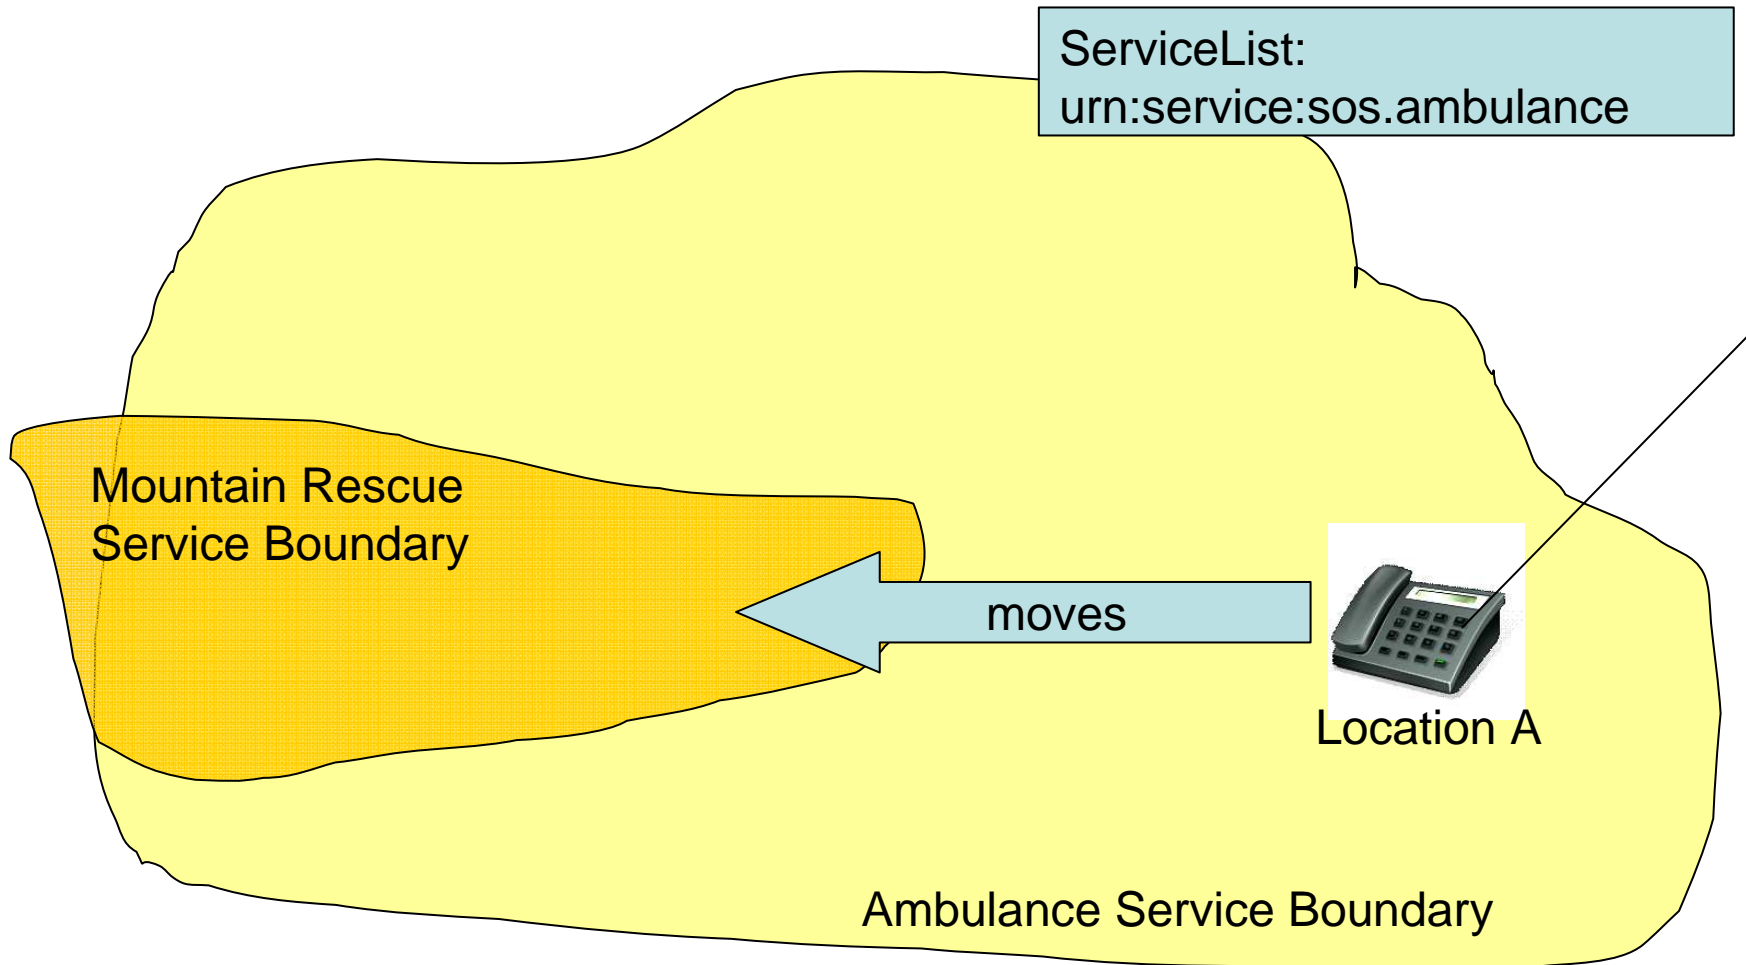 ServiceList:
urn:service:sos.ambulance
Mountain Rescue
Service Boundary
moves
Location A
Ambulance Service Boundary